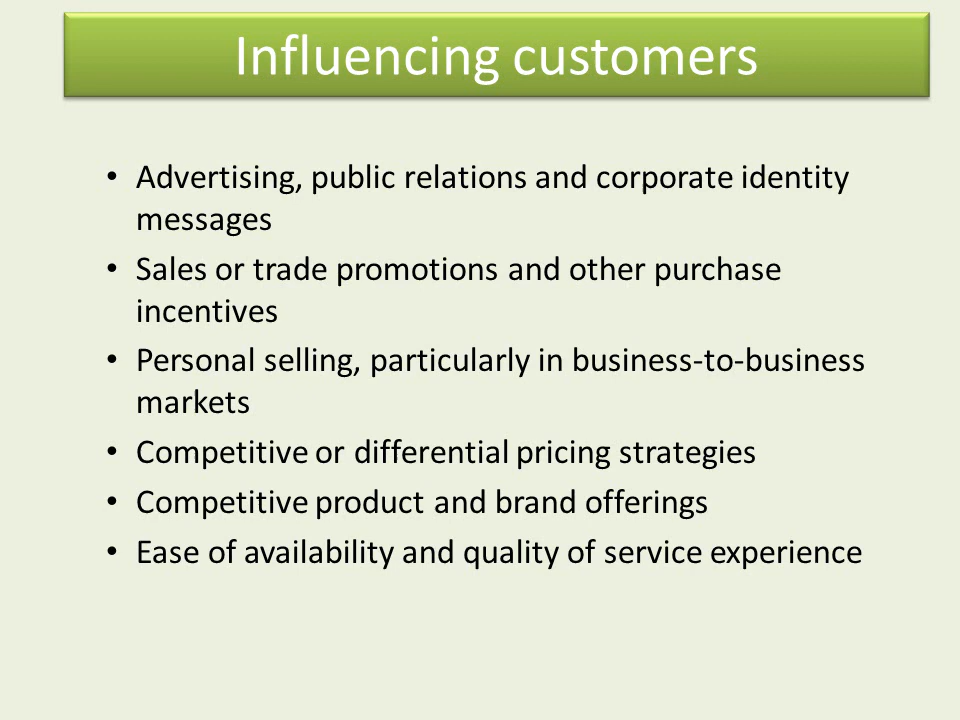 Influencing customers
• Advertising, public relations and corporate identity
messages
• Sales or trade promotions and other purchase
incentives
• Personal selling, particularly in business-to-business
markets
• Competitive or differential pricing strategies
• Competitive product and brand offerings
• Ease of availability and quality of service experience